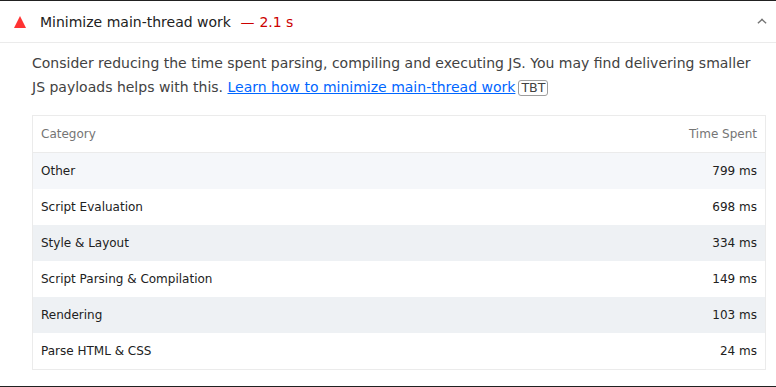 Minimize main-thread work — 2.1 s
Consider reducing the time spent parsing, compiling and executing JS. You may find delivering smaller
JS payloads helps with this. Learn how to minimize main-thread work TBT
Category Time Spent
Other 799 ms
Script Evaluation 698 ms
Style & Layout 334 ms
Script Parsing & Compilation 149 ms
Rendering 103 ms
Parse HTML & CSS 24 ms